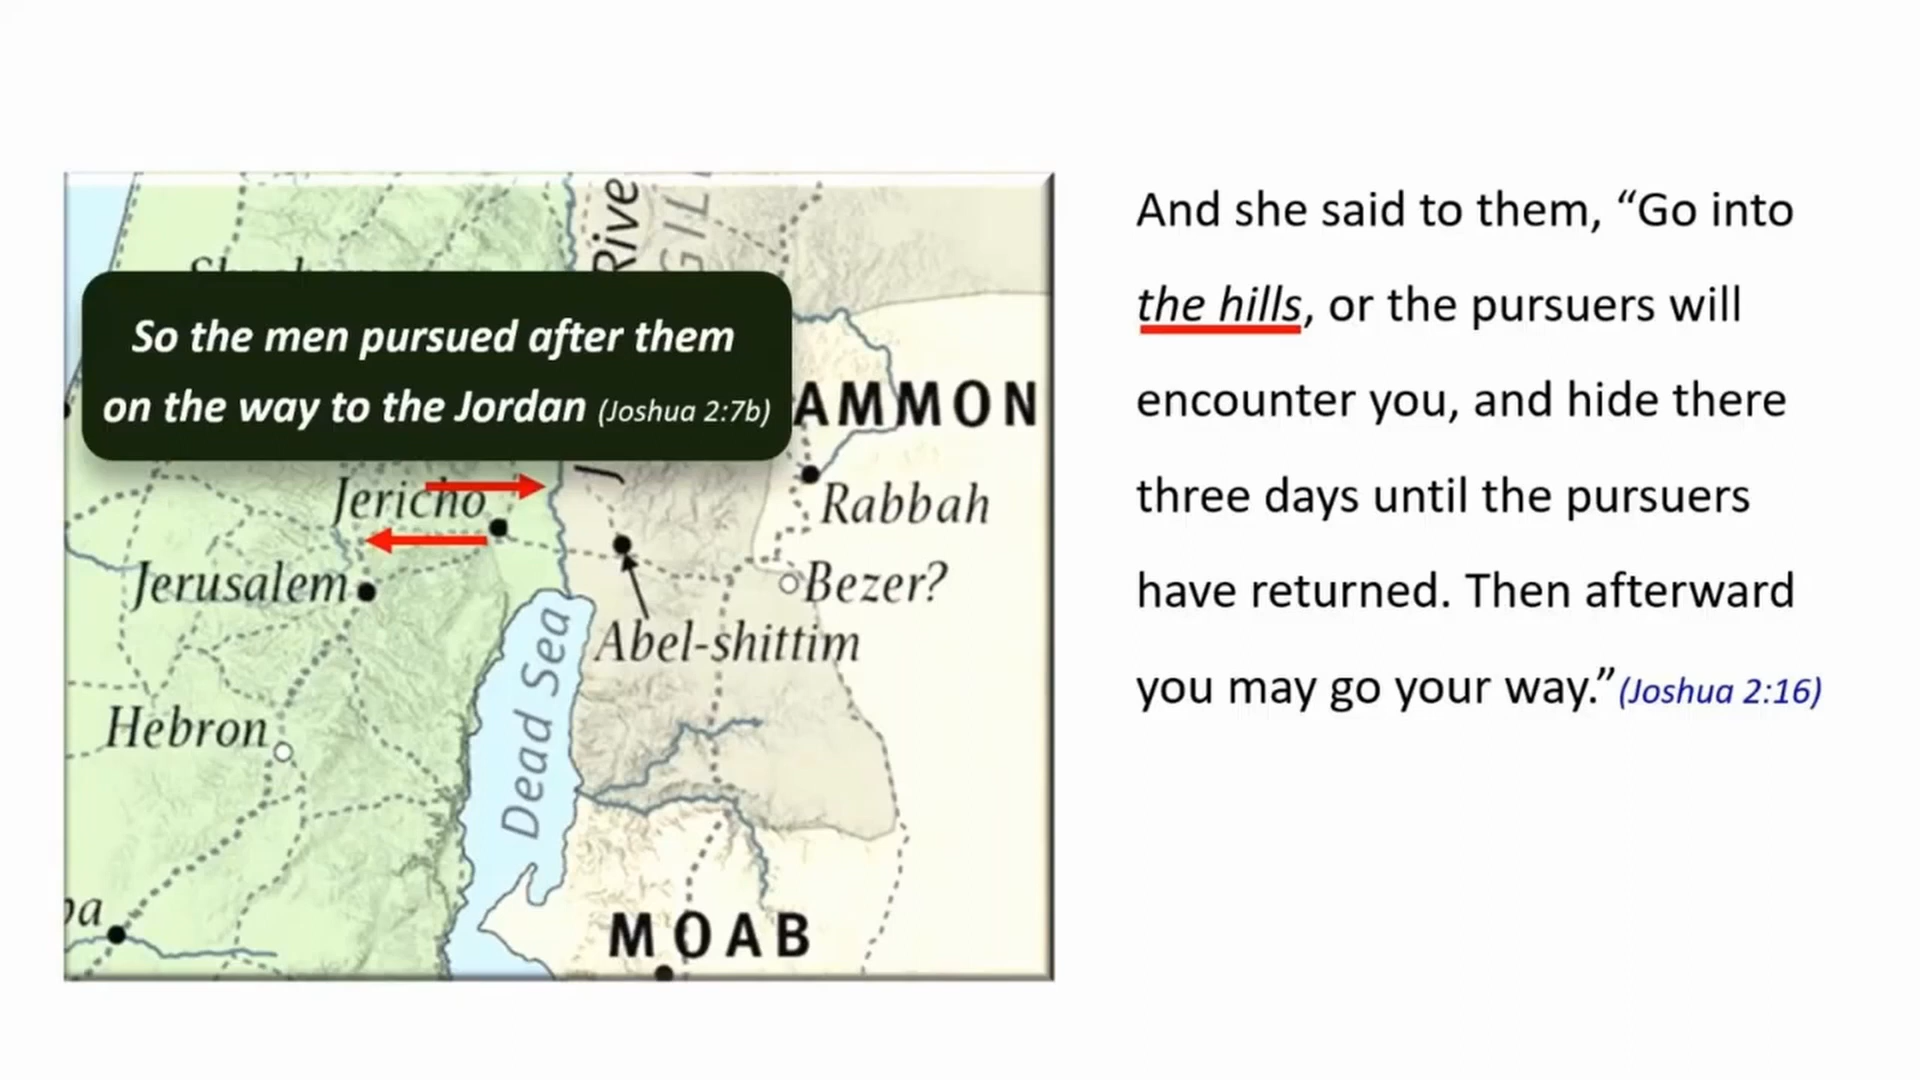 River
GIL
So the men pursued after them
on the way to the Jordan (Joshua 2:7b)
AMMON
Jericho
Rabbah
Jerusalem
Bezer?
Abel-shittim
Hebron
Dead Sea
MOAB
And she said to them, “Go into
the hills, or the pursuers will
encounter you, and hide there
three days until the pursuers
have returned. Then afterward
you may go your way.” (Joshua 2:16)